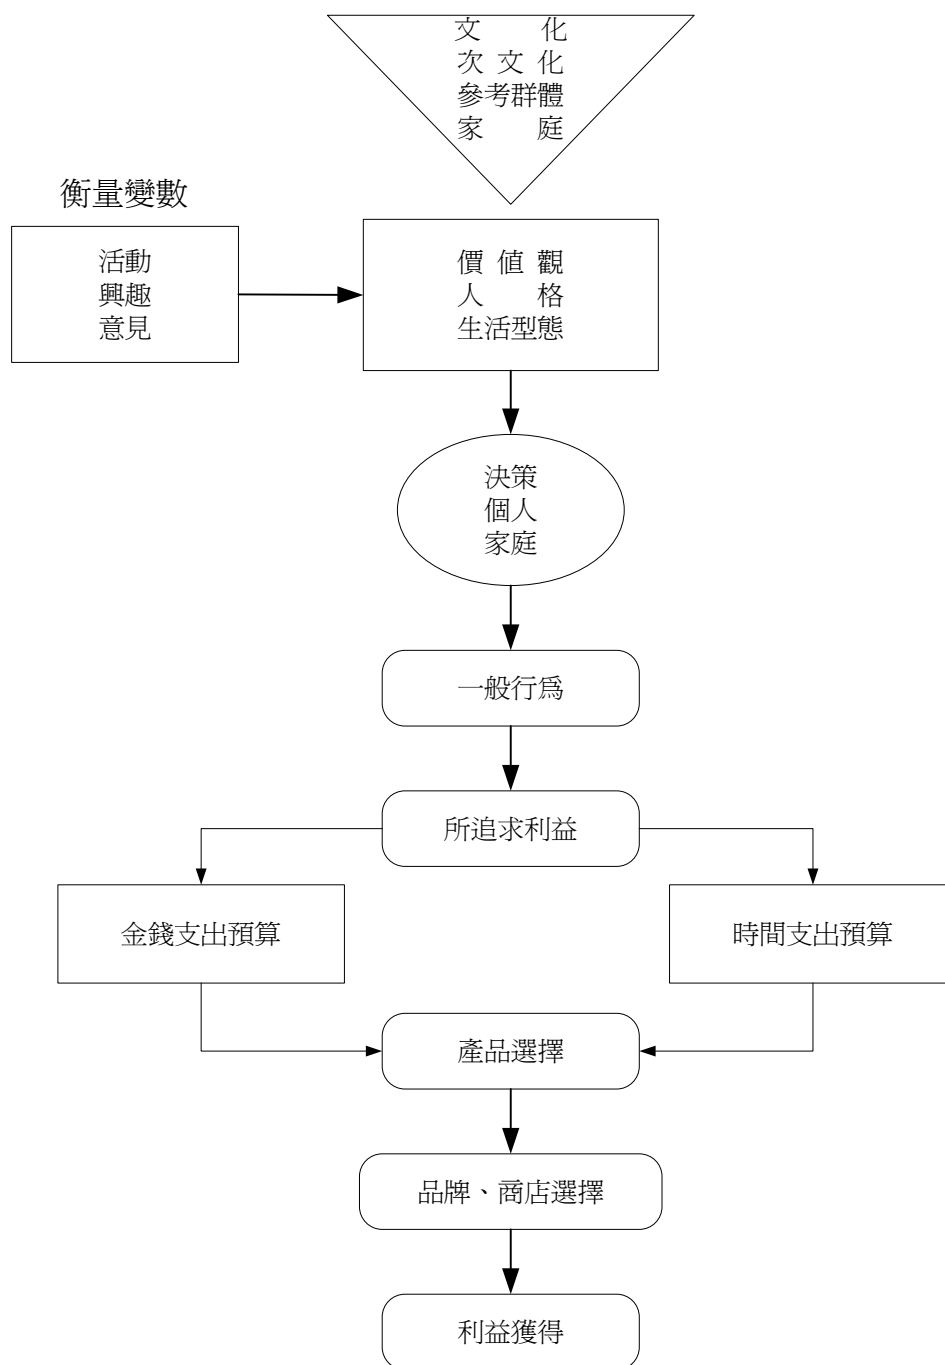 文化
次文化
參考群體
家庭
衡量變數
活動
興趣
意見
價值觀
人格
生活型態
決策
個人
家庭
一般行為
所追求利益
金錢支出預算
時間支出預算
產品選擇
品牌、商店選擇
利益獲得